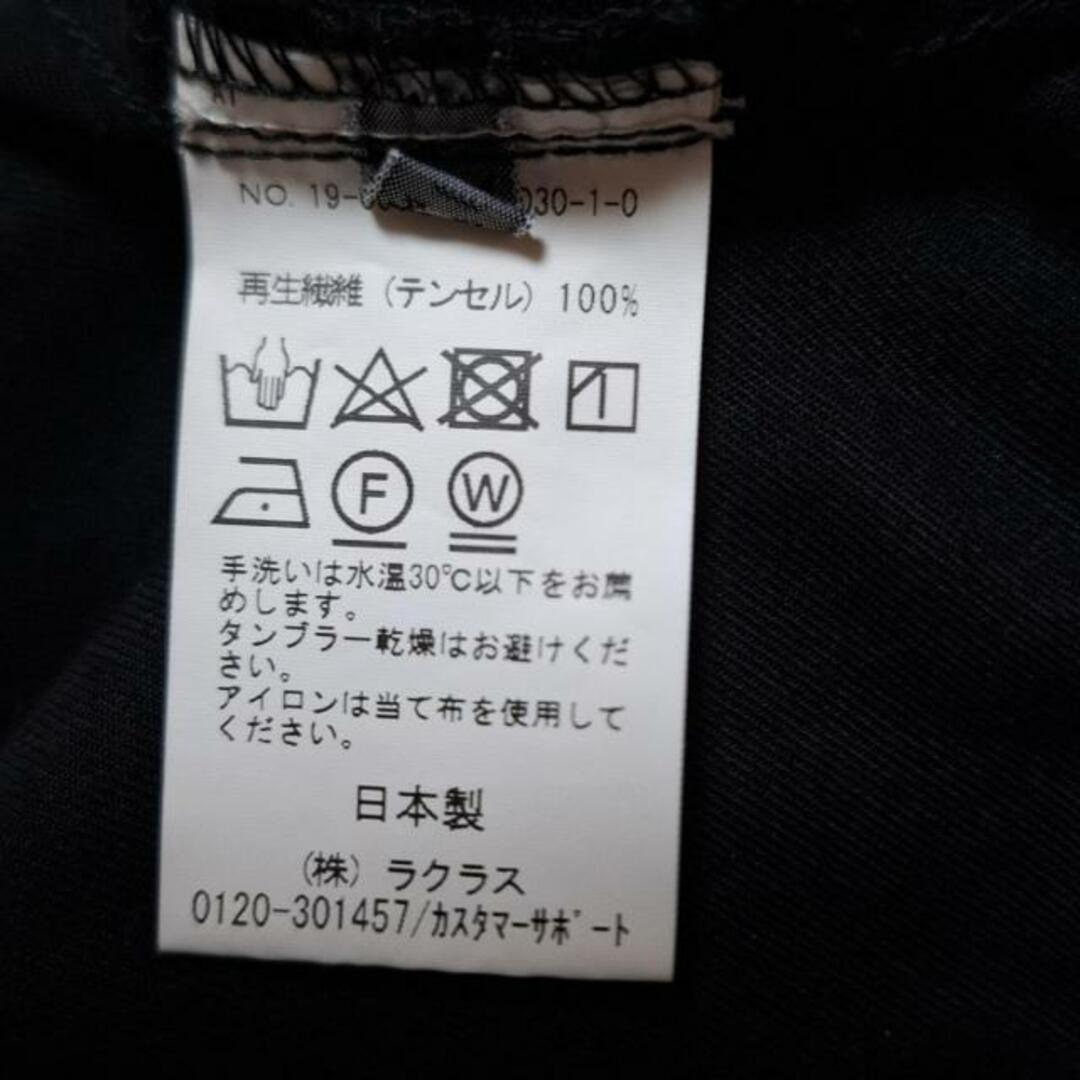 NO. 19- 030-1-0
再生繊維（テンセル）100%
F W
手洗いは水温30℃以下をお薦
めします。
タンブラー乾燥はお避けくだ
さい。
アイロンは当て布を使用して
ください。
日本製
（株）ラクラス
0120-301457/ｶｽﾀﾏｰｻﾎﾟｰﾄ